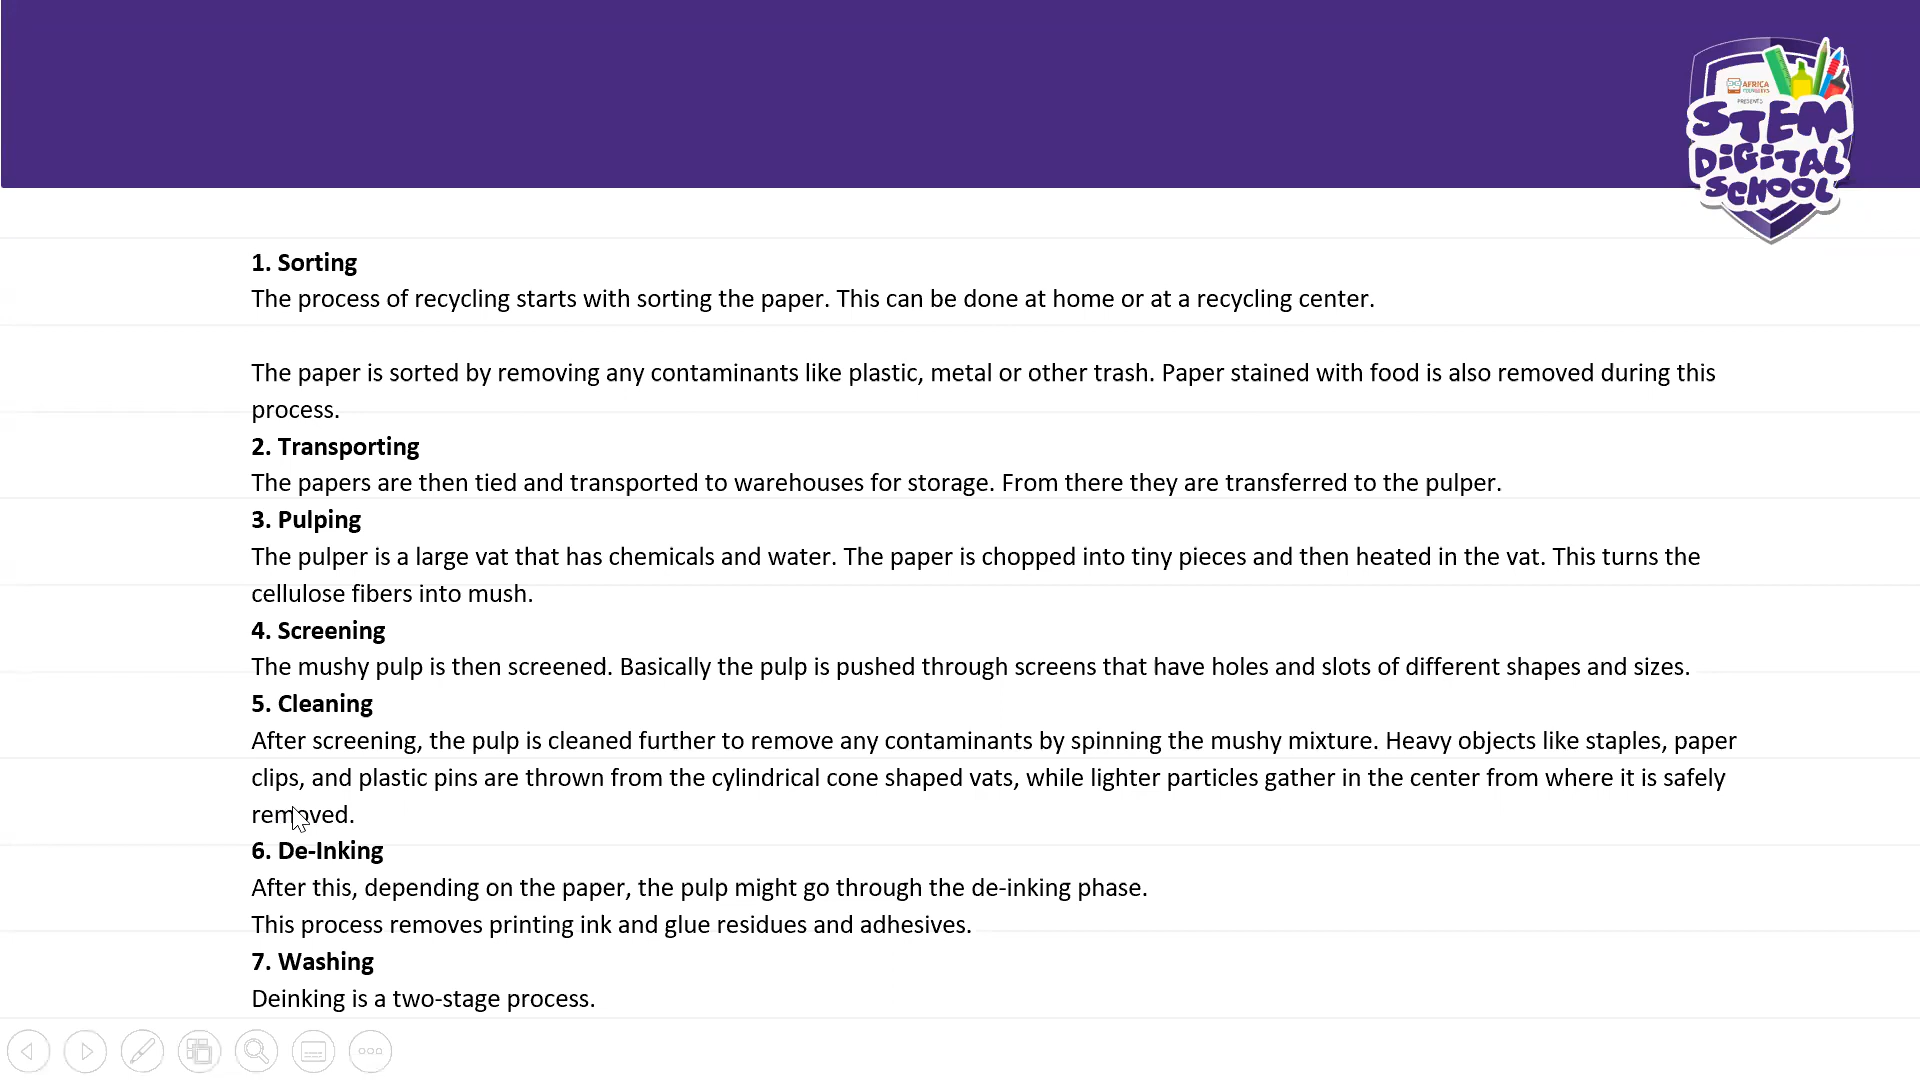 AFRICA
PRESENTS
STEM
DIGITAL
SCHOOL
1. Sorting
The process of recycling starts with sorting the paper. This can be done at home or at a recycling center.
The paper is sorted by removing any contaminants like plastic, metal or other trash. Paper stained with food is also removed during this
process.
2. Transporting
The papers are then tied and transported to warehouses for storage. From there they are transferred to the pulper.
3. Pulping
The pulper is a large vat that has chemicals and water. The paper is chopped into tiny pieces and then heated in the vat. This turns the
cellulose fibers into mush.
4. Screening
The mushy pulp is then screened. Basically the pulp is pushed through screens that have holes and slots of different shapes and sizes.
5. Cleaning
After screening, the pulp is cleaned further to remove any contaminants by spinning the mushy mixture. Heavy objects like staples, paper
clips, and plastic pins are thrown from the cylindrical cone shaped vats, while lighter particles gather in the center from where it is safely
removed.
6. De-Inking
After this, depending on the paper, the pulp might go through the de-inking phase.
This process removes printing ink and glue residues and adhesives.
7. Washing
Deinking is a two-stage process.